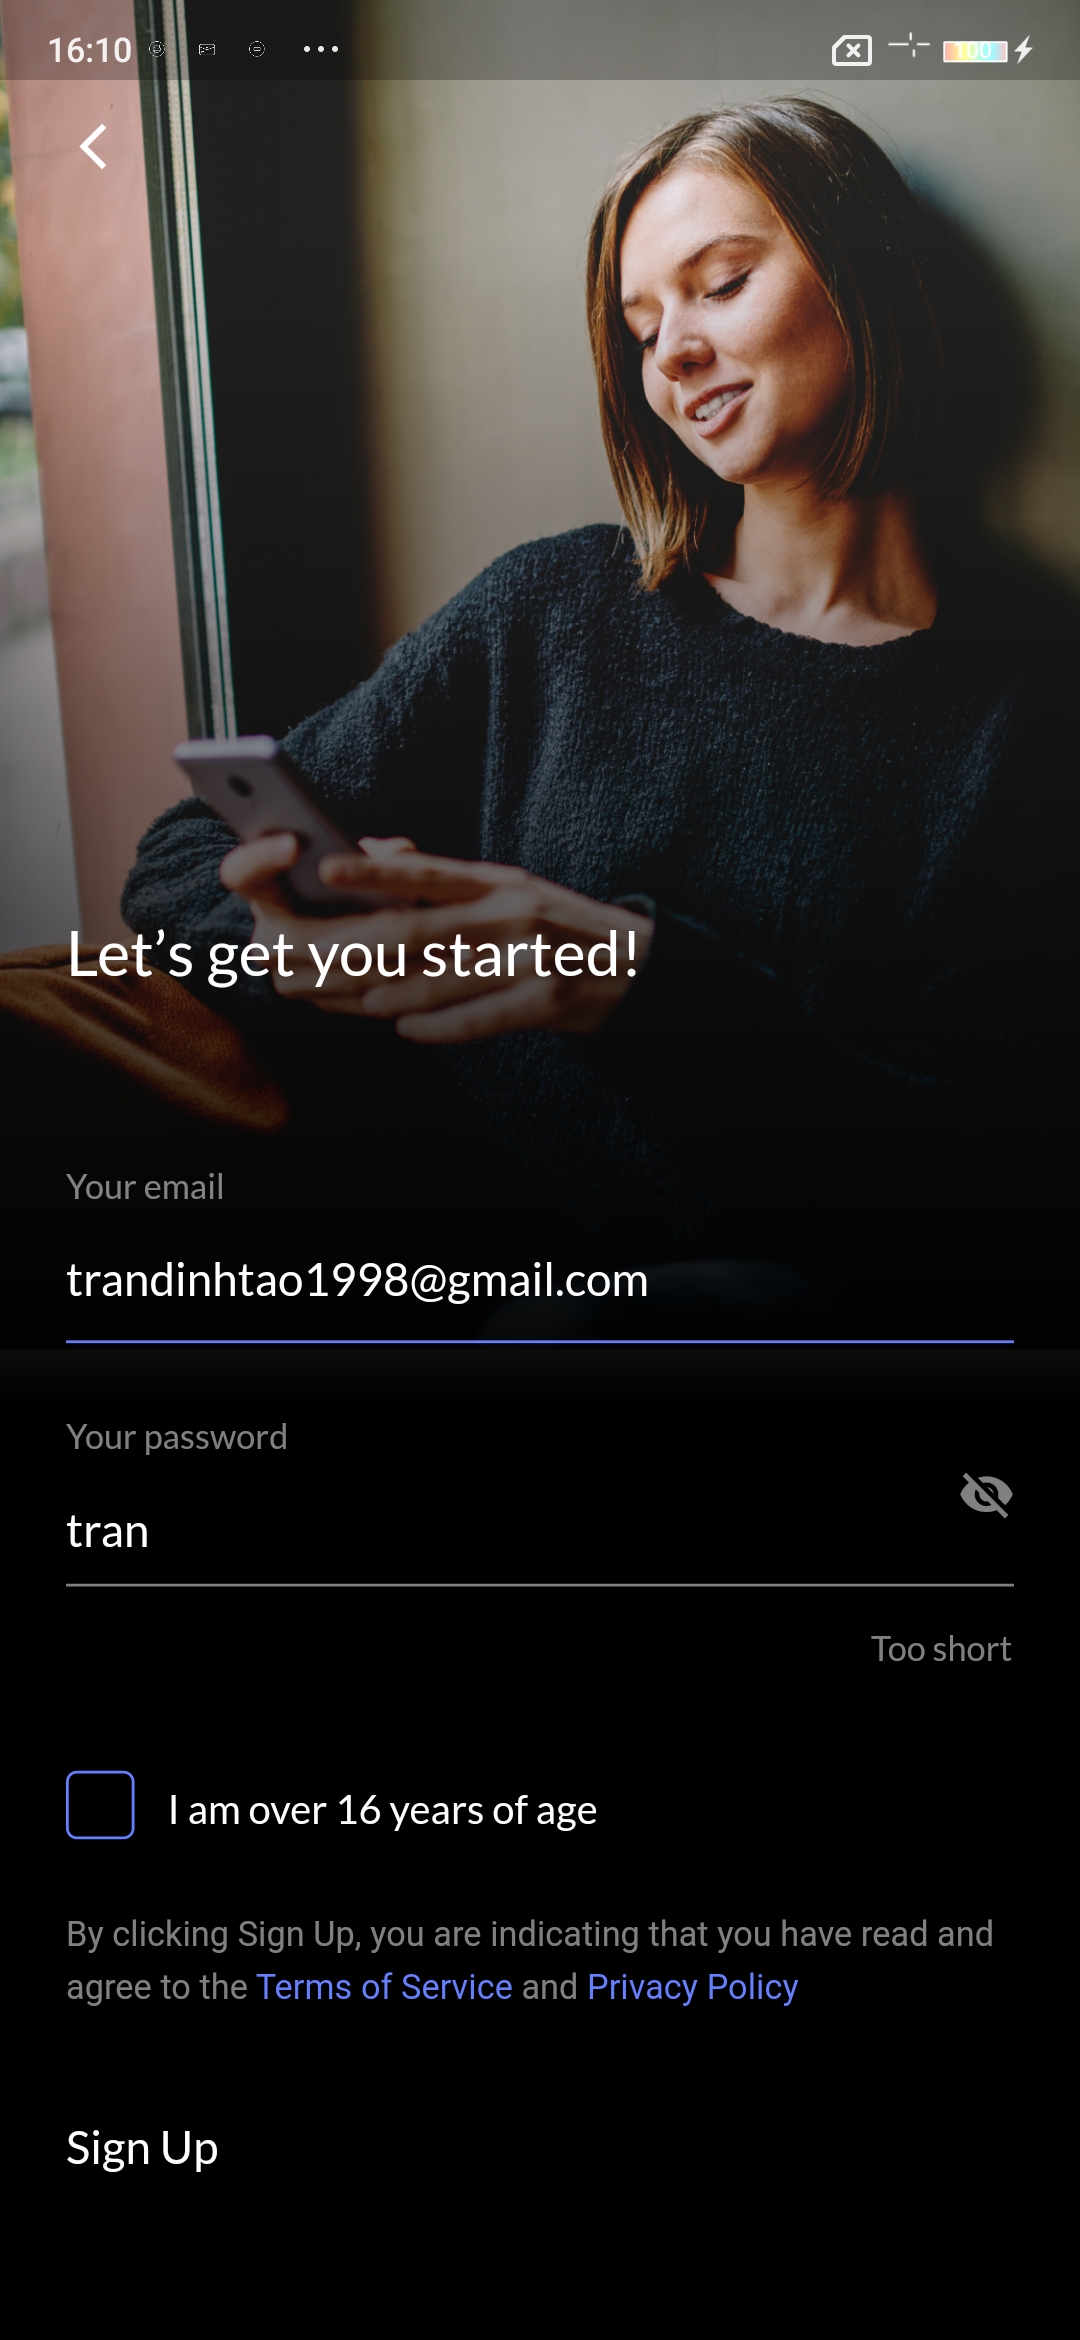 16:10
100
Let's get you started!
Your email
trandinhtao1998@gmail.com
Your password
tran
Too short
I am over 16 years of age
By clicking Sign Up, you are indicating that you have read and
agree to the Terms of Service and Privacy Policy
Sign Up